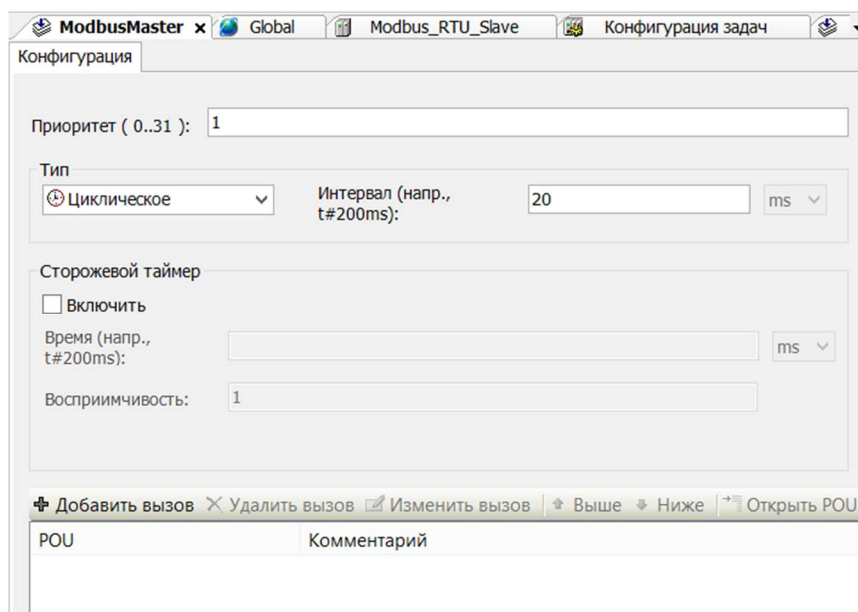 ModbusMaster x Global Modbus_RTU_Slave Конфигурация задач
Конфигурация
Приоритет ( 0..31 ): 1
Тип
Циклическое Интервал (напр., t#200ms): 20 ms
Сторожевой таймер
Включить
Время (напр., t#200ms): ms
Восприимчивость: 1
Добавить вызов Удалить вызов Изменить вызов Выше Ниже Открыть POU
POU Комментарий